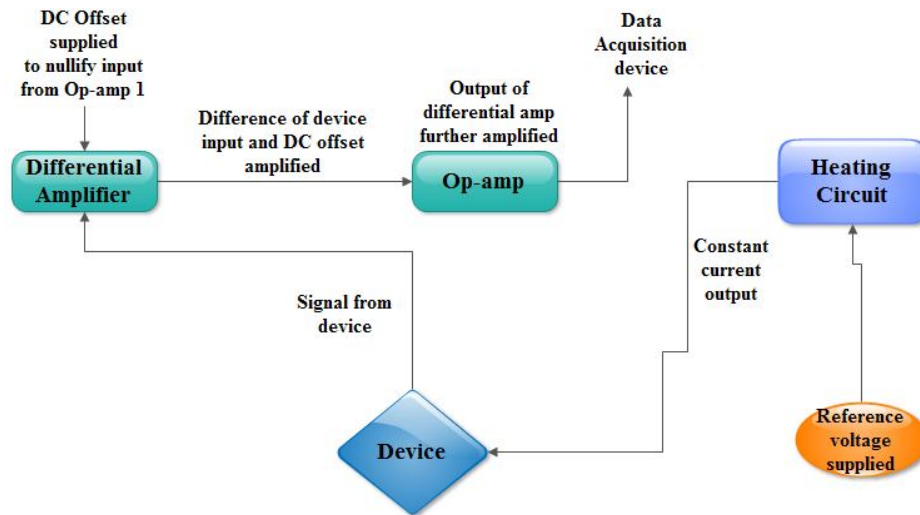 DC Offset
supplied
to nullify input
from Op-amp 1
Data
Acquisition
device
Difference of device
input and DC offset
amplified
Output of
differential amp
further amplified
Differential
Amplifier
Op-amp
Heating
Circuit
Constant
current
output
Signal from
device
Device
Reference
voltage
supplied